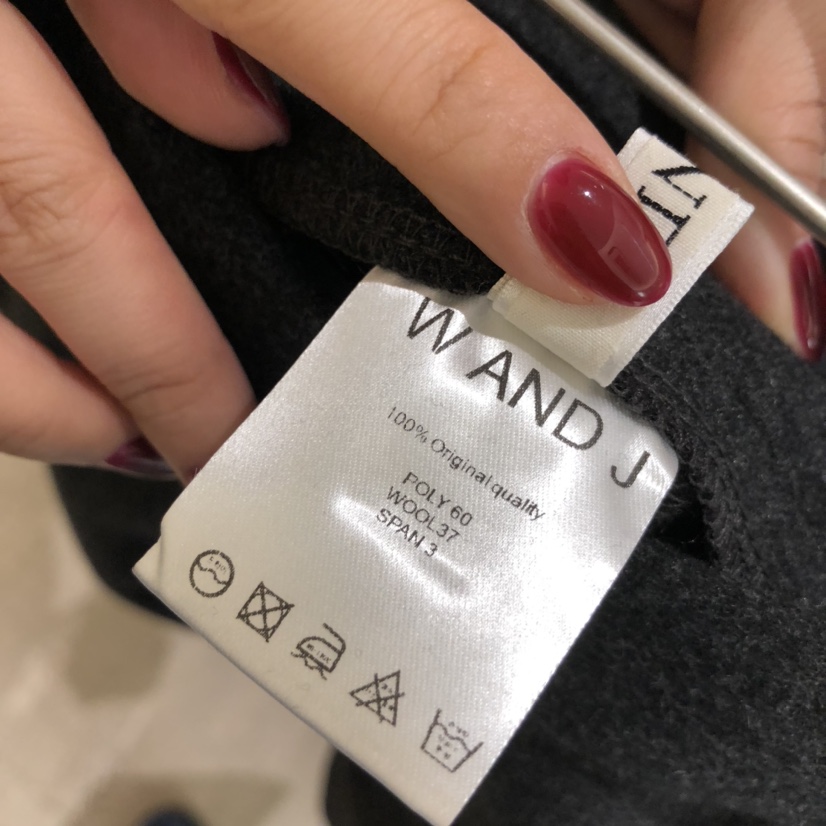 W AND J
100% Original quality
POLY 60
WOOL37
SPAN 3